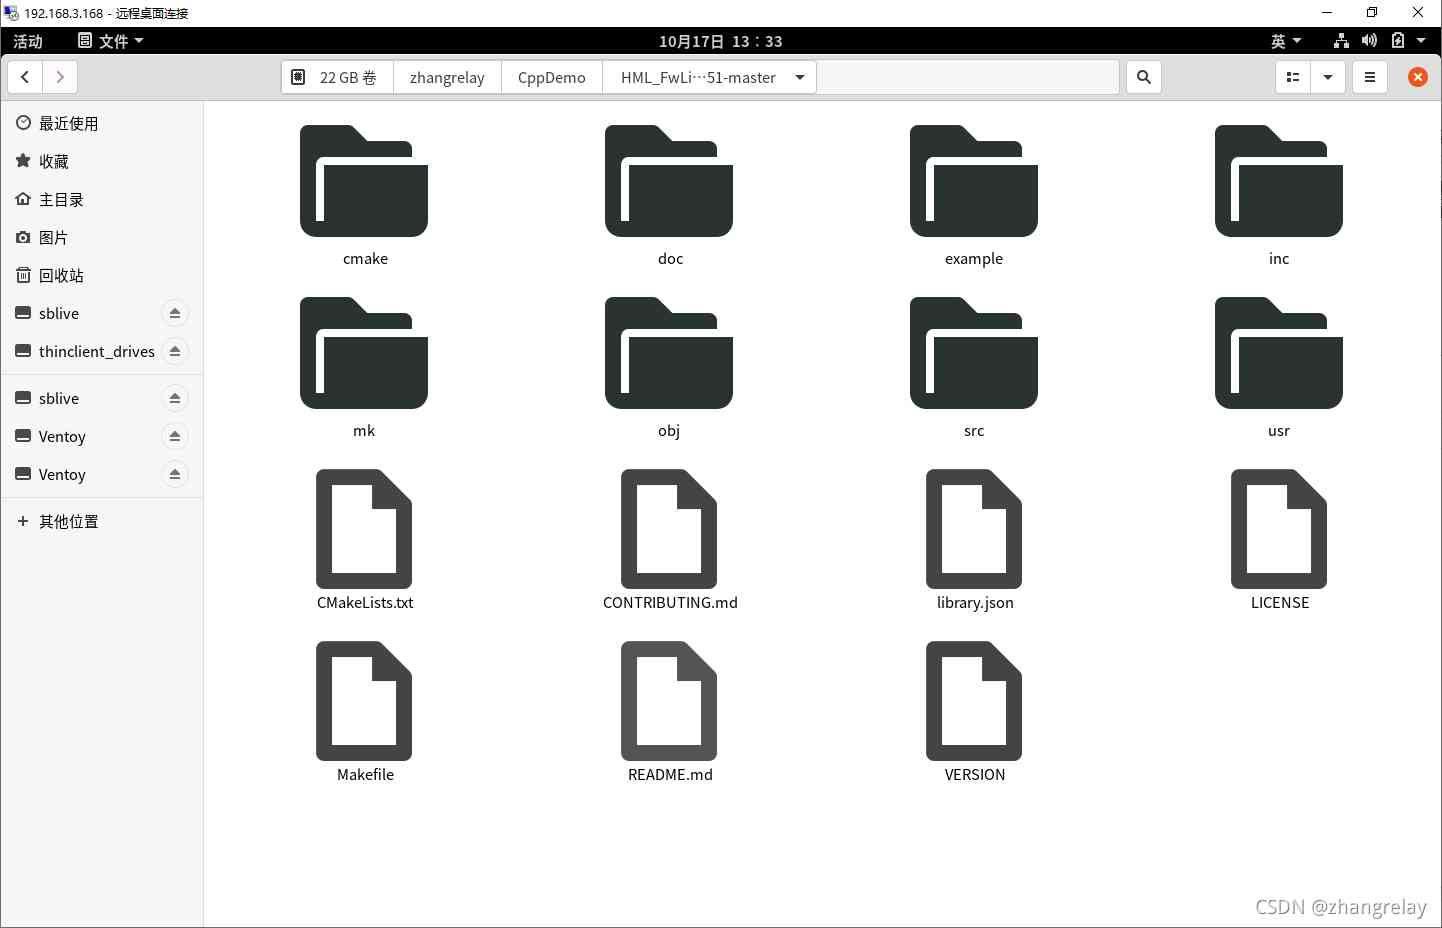 192.168.3.168 - 远程桌面连接
活动 文件 10月17日 13:33 英
22 GB 卷 zhangrelay CppDemo HML_FwLi…51-master
最近使用
收藏
主目录
图片
回收站
sblive
thinclient_drives
sblive
Ventoy
Ventoy
其他位置
cmake doc example inc
mk obj src usr
CMakeLists.txt CONTRIBUTING.md library.json LICENSE
Makefile README.md VERSION
CSDN @zhangrelay